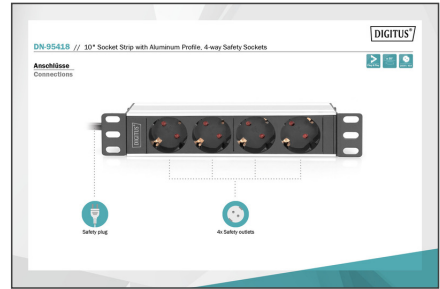 DIGITUS®
DN-95418 // 10" Socket Strip with Aluminum Profile, 4-way Safety Sockets
Anschlüsse
Connections
DIGITUS
Safety plug
4x Safety outlets